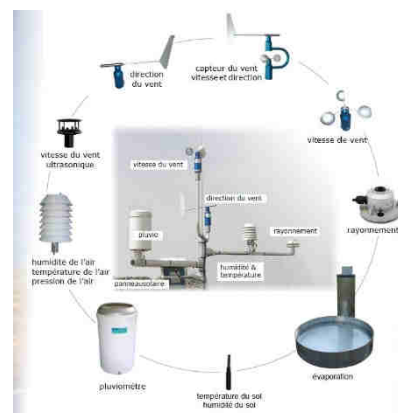 direction
du vent
capteur du vent
vitesse et direction
vitesse de vent
vitesse du vent
ultrasonique
vitesse du vent
direction du vent
pluvio
rayonnement
rayonnement
humidité &
température
panneausolaire
humidité de l'air
température de l'air
pression de l'air
pluviomètre
température du sol
humidité du sol
évaporation